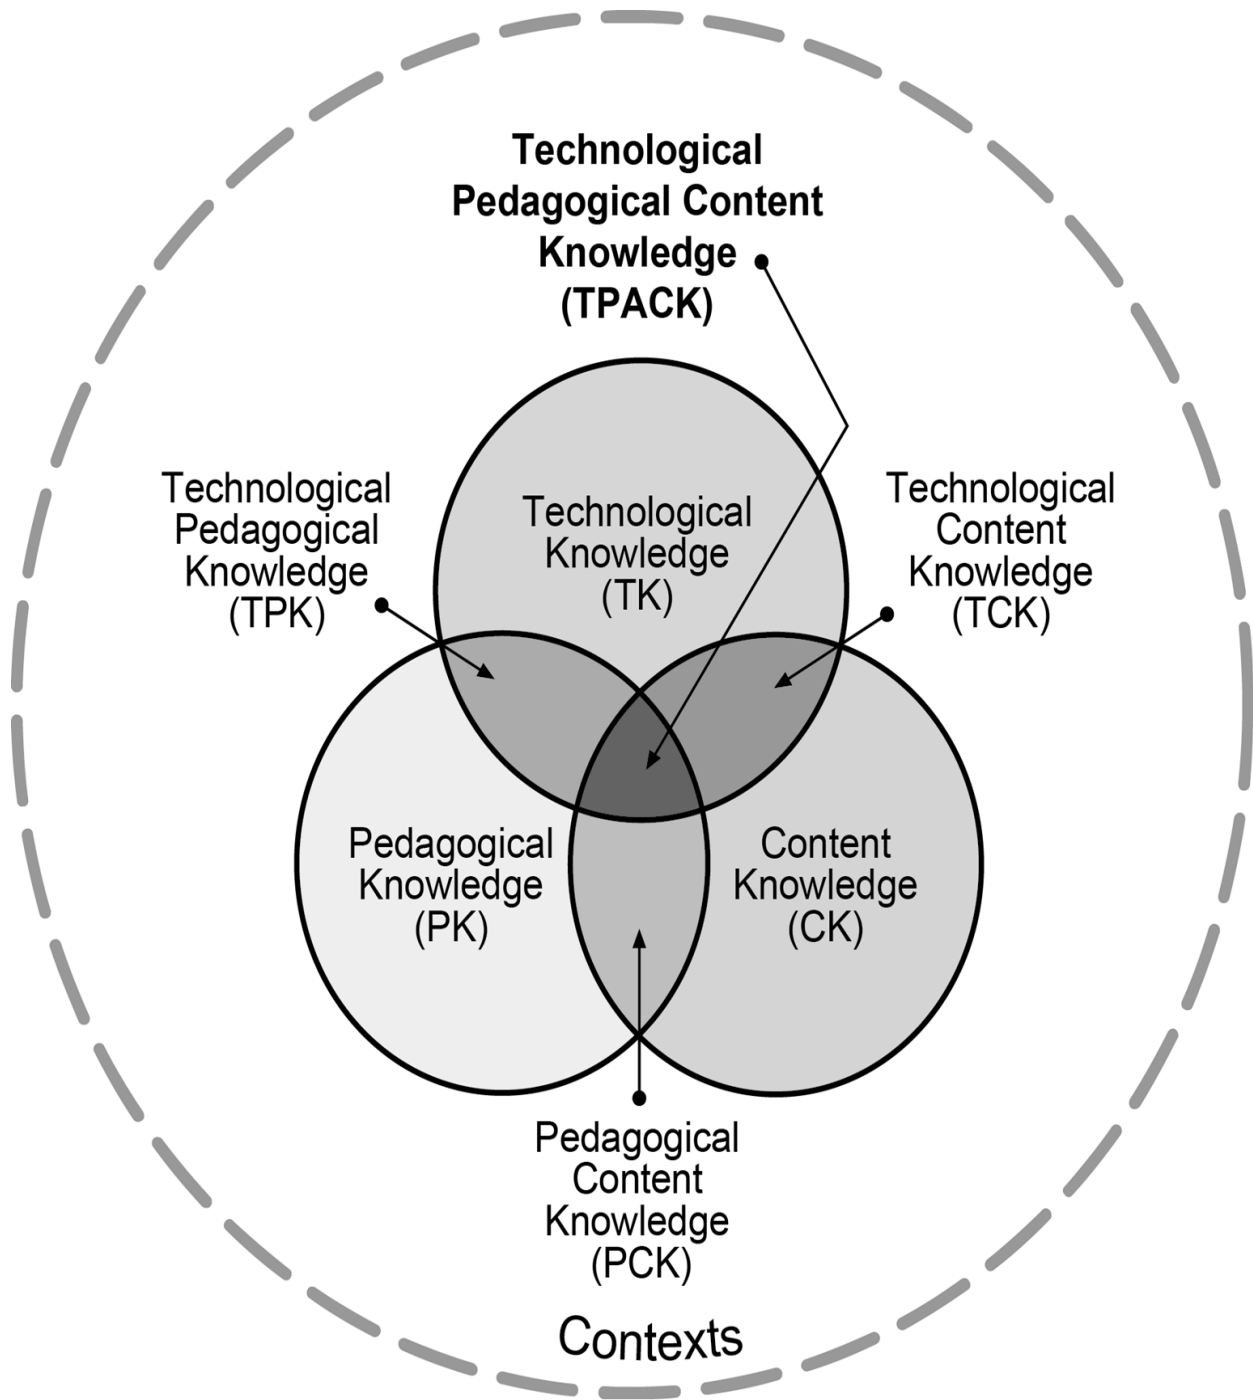 Technological
Pedagogical Content
Knowledge
(TPACK)
Technological
Pedagogical
Knowledge
(TPK)
Technological
Knowledge
(TK)
Technological
Content
Knowledge
(TCK)
Pedagogical
Knowledge
(PK)
Content
Knowledge
(CK)
Pedagogical
Content
Knowledge
(PCK)
Contexts